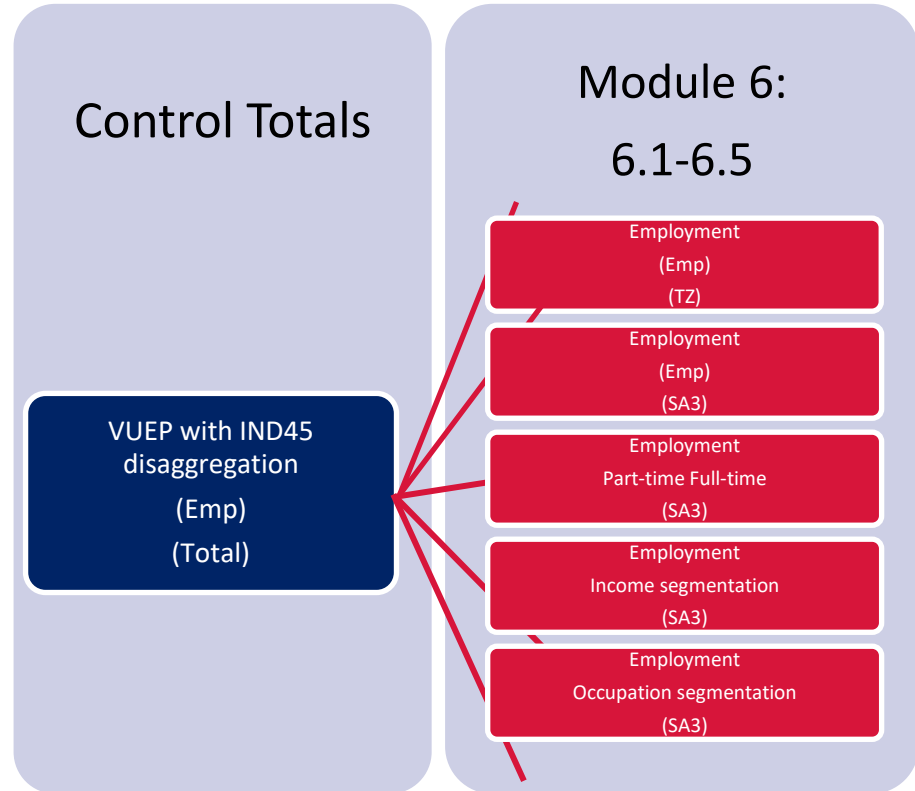 Control Totals
VUEP with IND45
disaggregation
(Emp)
(Total)
Module 6:
6.1-6.5
Employment
(Emp)
(TZ)
Employment
(Emp)
(SA3)
Employment
Part-time Full-time
(SA3)
Employment
Income segmentation
(SA3)
Employment
Occupation segmentation
(SA3)